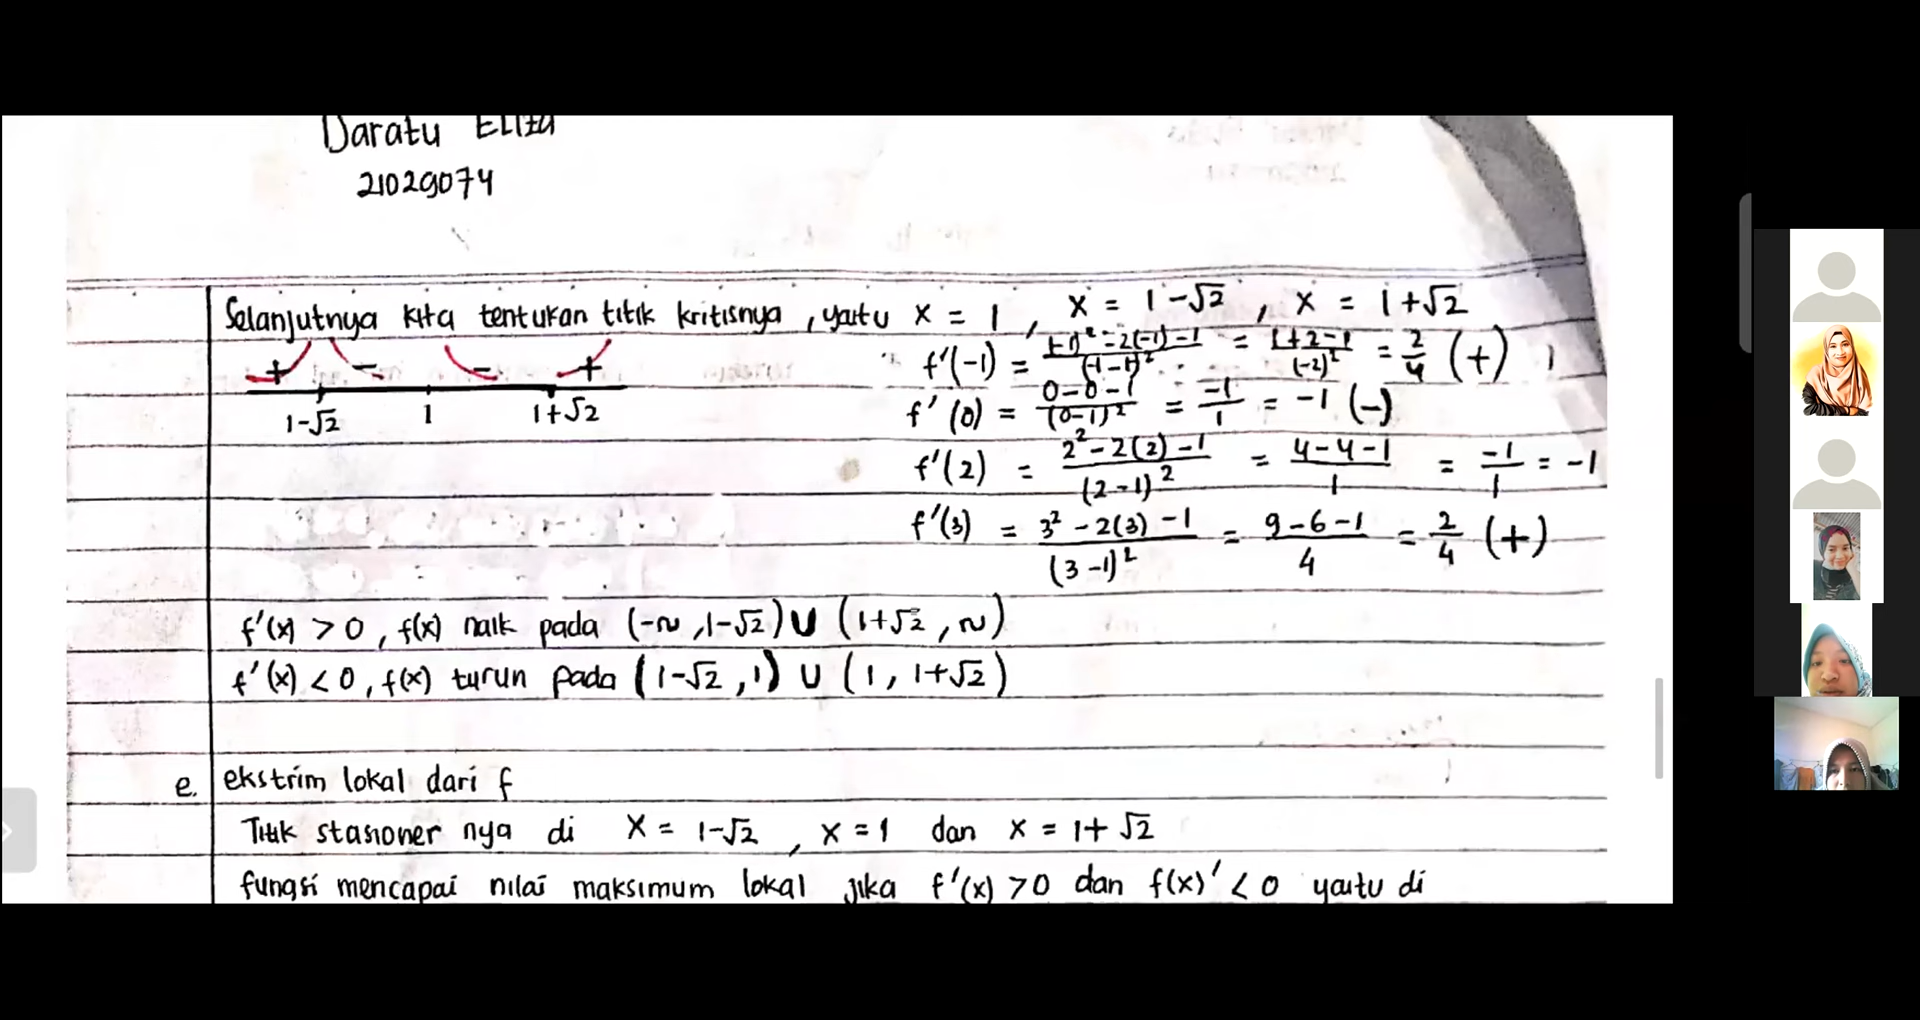 Daratu Eliza
21029074
Selanjutnya kita tentukan titik kritisnya, yaitu x = 1, x = 1-√2, x = 1+√2
+ - - +
1-√2 1 1+√2
f'(-1) = (-1)²-2(-1)-1 / (-1-1)² = 1+2-1 / (-2)² = 2/4 (+)
f'(0) = 0-0-1 / (0-1)² = -1/1 = -1 (-)
f'(2) = 2²-2(2)-1 / (2-1)² = 4-4-1 / 1 = -1/1 = -1
f'(3) = 3²-2(3)-1 / (3-1)² = 9-6-1 / 4 = 2/4 (+)
f'(x) > 0, f(x) naik pada (-~, 1-√2) ∪ (1+√2, ~)
f'(x) < 0, f(x) turun pada (1-√2, 1) ∪ (1, 1+√2)
e. ekstrim lokal dari f
Titik stasioner nya di x = 1-√2, x = 1 dan x = 1+√2
fungsi mencapai nilai maksimum lokal jika f'(x) > 0 dan f(x)' < 0 yaitu di